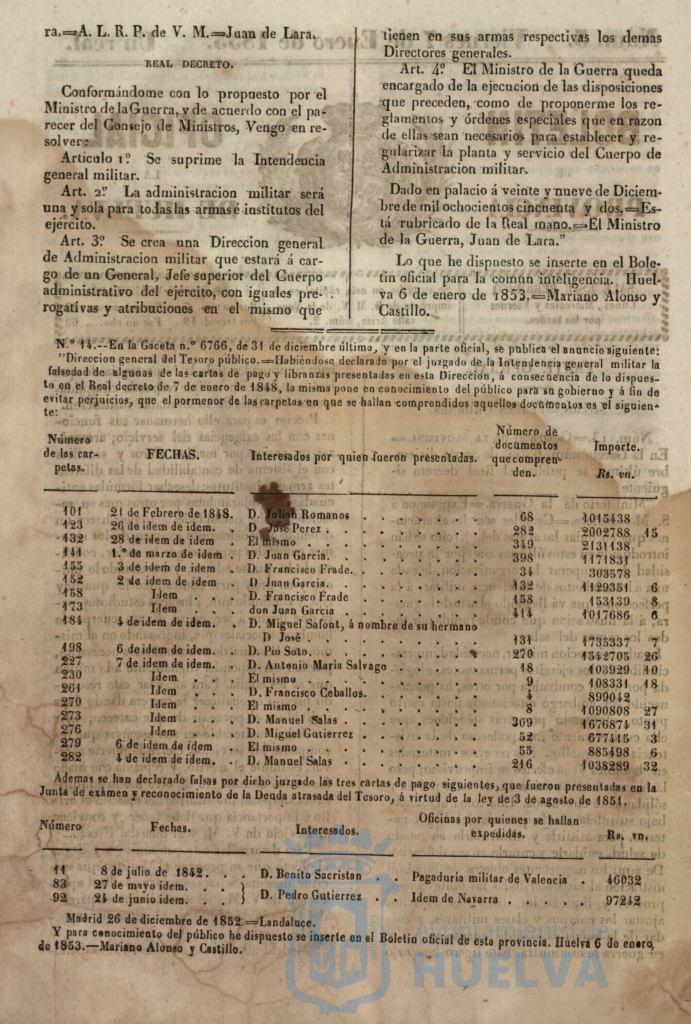 ra.=A. L. R. P. de V. M.=Juan de Lara.
REAL DECRETO.
Conformándome con lo propuesto por el
Ministro de la Guerra, y de acuerdo con el pa-
recer del Consejo de Ministros, Vengo en re-
solver:
Articulo 1º Se suprime la Intendencia
general militar.
Art. 2º La administracion militar será
una y sola para todas las armas é institutos del
ejército.
Art. 3º Se crea una Direccion general
de Administracion militar que estará á car-
go de un General, Jefe superior del Cuerpo
administrativo del ejército, con iguales pre-
rogativas y atribuciones en el mismo que
tienen en sus armas respectivas los demas
Directores generales.
Art. 4º El Ministro de la Guerra queda
encargado de la ejecucion de las disposiciones
que preceden, como de proponerme los re-
glamentos y órdenes especiales que en razon
de ellas sean necesarios para establecer y re-
gularizar la planta y servicio del Cuerpo de
Administracion militar.
Dado en palacio á veinte y nueve de Diciem-
bre de mil ochocientos cincuenta y dos.=Es-
tá rubricado de la Real mano.=El Ministro
de la Guerra, Juan de Lara."
Lo que he dispuesto se inserte en el Bole-
tin oficial para la comun inteligencia. Huel-
va 6 de enero de 1853.=Mariano Alonso y
Castillo.
N.º 14.--En la Gaceta n.º 6766, de 31 de diciembre último, y en la parte oficial, se publica el anuncio siguiente:
"Direccion general del Tesoro público.=Habiéndose declarado por el juzgado de la Intendencia general militar la
falsedad de algunas de las cartas de pago y libranzas presentadas en esta Direccion, á consecuencia de lo dispues-
to en el Real decreto de 7 de enero de 1848, la misma pone en conocimiento del público para su gobierno y á fin de
evitar perjuicios, que el pormenor de las carpetas en que se hallan comprendidos aquellos documentos es el siguien-
te:
Número de las car- petas. FECHAS. Interesados por quien fueron presentadas. Número de documentos que compren- den. Importe. Rs. vn.
101 21 de Febrero de 1848. D. Julian Romanos 68 1015438
123 26 de idem de idem. D. José Perez 282 2002788 15
132 28 de idem de idem El mismo 349 2131138
141 1.º de marzo de idem D. Juan Garcia. 398 1171831
155 3 de idem de idem D. Francisco Frade. 34 303578
152 2 de idem de idem D Juan Garcia. 132 1129351 6
158 Idem D. Francisco Frade 158 153139 8
173 Idem don Juan Garcia 414 1017686 6
184 4 de idem de idem. D. Miguel Safont, á nombre de su hermano
D José 131 1735337 7
198 6 de idem de idem. D. Pio Soto. 270 1542705 26
227 7 de idem de idem. D. Antonio Maria Salvago 18 103929 10
230 Idem El mismo 9 108331 18
261 Idem D. Francisco Ceballos. 4 899042
270 Idem El mismo 8 1090808 27
273 Idem D. Manuel Salas 309 1676874 31
276 Idem D. Miguel Gutierrez 52 677415 3
279 6 de idem de idem El mismo 55 885498 6
282 4 de idem de idem. D. Manuel Salas 216 1038289 32
Ademas se han declarado falsas por dicho juzgado las tres cartas de pago siguientes, que fueron presentadas en la
Junta de exámen y reconocimiento de la Deuda atrasada del Tesoro, á virtud de la ley de 3 de agosto de 1851.
Número Fechas. Interesados. Oficinas por quienes se hallan expedidas. Rs. vn.
11 8 de julio de 1842. D. Benito Sacristan Pagaduria militar de Valencia 46032
83 27 de mayo idem.
92 24 de junio idem. D. Pedro Gutierrez Idem de Navarra 97242
Madrid 26 de diciembre de 1852.=Landaluce.
Y para conocimiento del público he dispuesto se inserte en el Boletin oficial de esta provincia. Huelva 6 de enero
de 1853.—Mariano Alonso y Castillo.
HUELVA